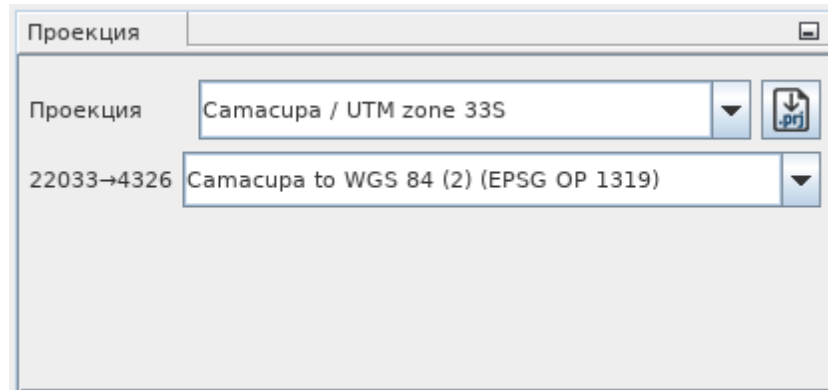 Проекция
Проекция Camacupa / UTM zone 33S .prj
22033→4326 Camacupa to WGS 84 (2) (EPSG OP 1319)